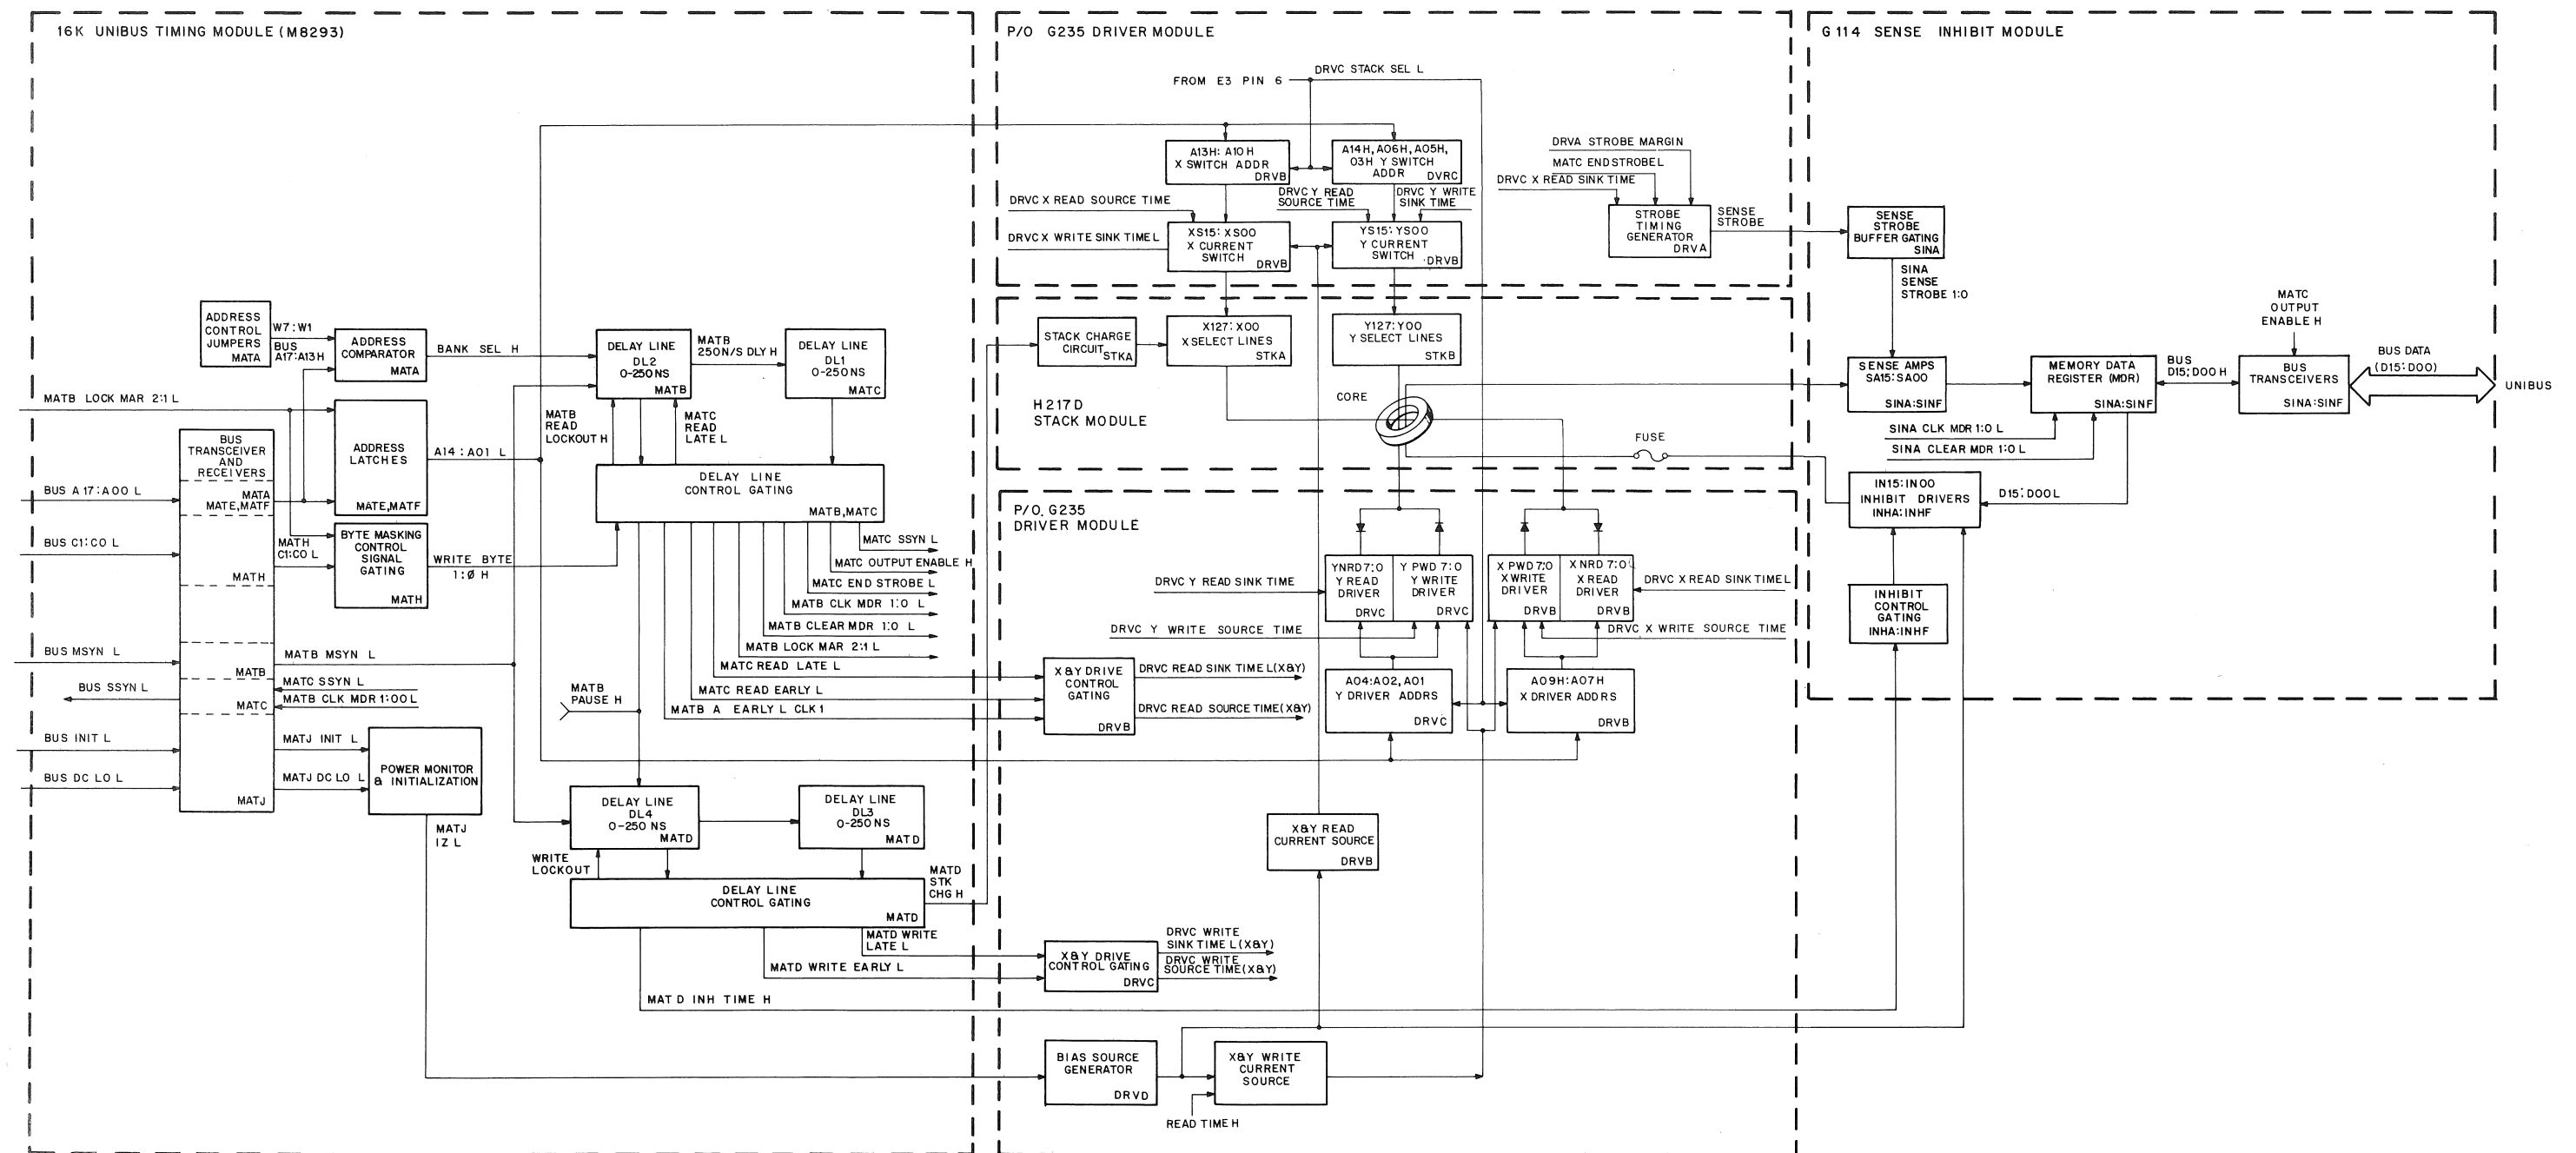 16K UNIBUS TIMING MODULE (M8293)
P/O G235 DRIVER MODULE
G114 SENSE INHIBIT MODULE
FROM E3 PIN 6
DRVC STACK SEL L
A13H: A10H
X SWITCH ADDR
DRVB
A14H, A06H, A05H,
03H Y SWITCH
ADDR
DVRC
DRVA STROBE MARGIN
MATC END STROBE L
DRVC X READ SINK TIME
DRVC X READ SOURCE TIME
DRVC Y READ
SOURCE TIME
DRVC Y WRITE
SINK TIME
DRVC X WRITE SINK TIME L
XS15: XS00
X CURRENT
SWITCH
DRVB
YS15: YS00
Y CURRENT
SWITCH
DRVB
STROBE
TIMING
GENERATOR
DRVA
SENSE
STROBE
SENSE
STROBE
BUFFER GATING
SINA
SINA
SENSE
STROBE 1:0
MATC
OUTPUT
ENABLE H
ADDRESS
CONTROL
JUMPERS
MATA
W7:W1
BUS
A17:A13H
ADDRESS
COMPARATOR
MATA
BANK SEL H
DELAY LINE
DL2
0-250NS
MATB
MATB
250N/S DLY H
DELAY LINE
DL1
0-250NS
MATC
STACK CHARGE
CIRCUIT
STKA
X127: X00
X SELECT LINES
STKA
Y127: Y00
Y SELECT LINES
STKB
SENSE AMPS
SA15: SA00
SINA:SINF
MEMORY DATA
REGISTER (MDR)
SINA:SINF
BUS
D15; D00 H
BUS
TRANSCEIVERS
SINA:SINF
BUS DATA
(D15:D00)
UNIBUS
MATB LOCK MAR 2:1 L
ADDRESS
LATCHES
MATE,MATF
A14 : A01 L
MATB
READ
LOCKOUT H
MATC
READ
LATE L
H217D
STACK MODULE
CORE
FUSE
SINA CLK MDR 1:0 L
SINA CLEAR MDR 1:0 L
BUS
TRANSCEIVER
AND
RECEIVERS
MATA
MATE,MATF
BUS A17:A00 L
DELAY LINE
CONTROL GATING
MATB,MATC
IN15:IN00
INHIBIT DRIVERS
INHA:INHF
D15:D00L
P/O G235
DRIVER MODULE
BUS C1:C0 L
MATH
C1:C0 L
MATH
BYTE MASKING
CONTROL
SIGNAL
GATING
MATH
WRITE BYTE
1:Ø H
MATC SSYN L
MATC OUTPUT ENABLE H
MATC END STROBE L
MATB CLK MDR 1:0 L
MATB CLEAR MDR 1:0 L
MATB LOCK MAR 2:1 L
MATC READ LATE L
MATC READ EARLY L
MATB A EARLY L CLK 1
DRVC Y READ SINK TIME
YNRD 7:0
Y READ
DRIVER
DRVC
Y PWD 7:0
Y WRITE
DRIVER
DRVC
X PWD 7:0
X WRITE
DRIVER
DRVB
X NRD 7:0
X READ
DRIVER
DRVB
DRVC X READ SINK TIME L
DRVC Y WRITE SOURCE TIME
DRVC X WRITE SOURCE TIME
INHIBIT
CONTROL
GATING
INHA:INHF
BUS MSYN L
MATB
MATB MSYN L
BUS SSYN L
MATC
MATC SSYN L
MATB CLK MDR 1:00 L
MATB
PAUSE H
X&Y DRIVE
CONTROL
GATING
DRVB
DRVC READ SINK TIME L(X&Y)
DRVC READ SOURCE TIME(X&Y)
A04:A02, A01
Y DRIVER ADDRS
DRVC
A09H:A07H
X DRIVER ADDRS
DRVB
BUS INIT L
BUS DC LO L
MATJ
MATJ INIT L
MATJ DC LO L
POWER MONITOR
& INITIALIZATION
MATJ
IZ L
DELAY LINE
DL4
0-250 NS
MATD
DELAY LINE
DL3
0-250NS
MATD
WRITE
LOCKOUT
DELAY LINE
CONTROL GATING
MATD
MATD
STK
CHG H
X&Y READ
CURRENT SOURCE
DRVB
MATD WRITE
LATE L
MATD WRITE EARLY L
X&Y DRIVE
CONTROL GATING
DRVC
DRVC WRITE
SINK TIME L(X&Y)
DRVC WRITE
SOURCE TIME(X&Y)
MAT D INH TIME H
BIAS SOURCE
GENERATOR
DRVD
X&Y WRITE
CURRENT
SOURCE
READ TIME H